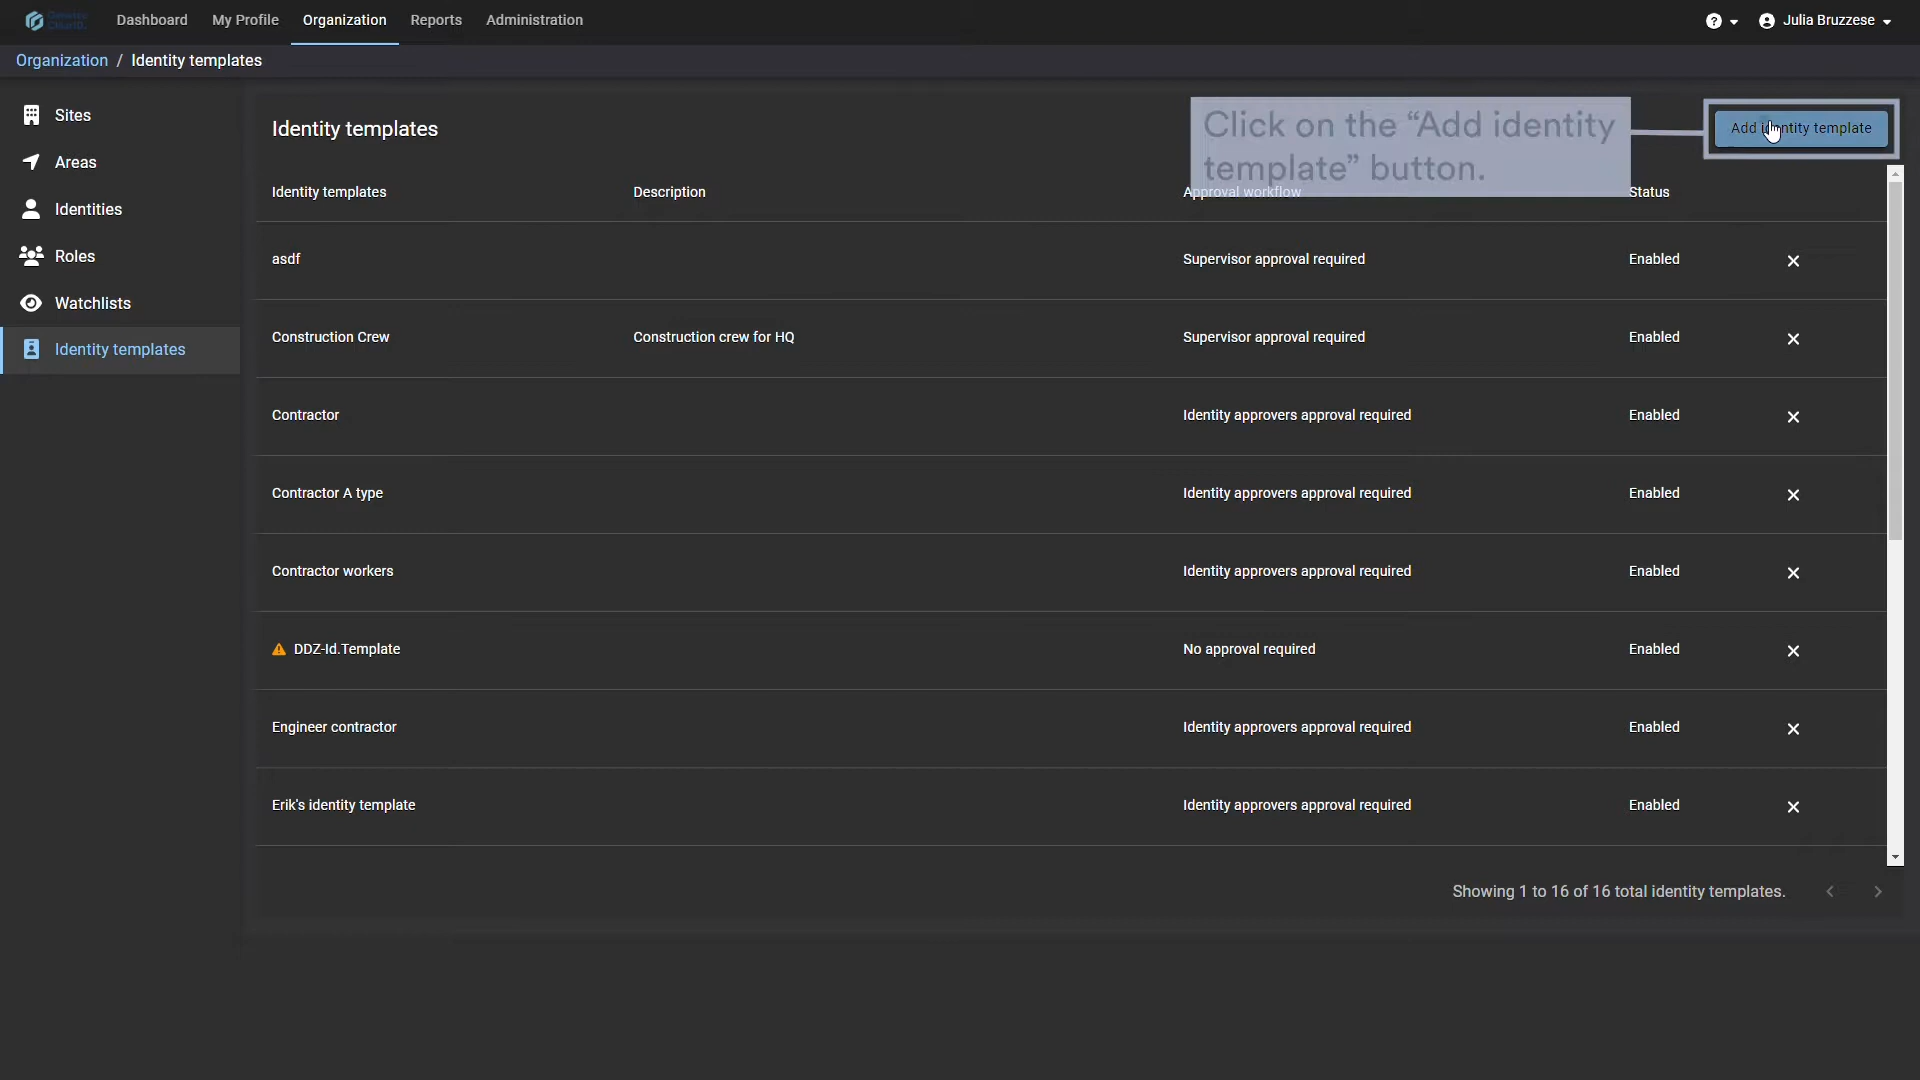 Genetec
ClearID
Dashboard
My Profile
Organization
Reports
Administration
?
Julia Bruzzese
Organization / Identity templates
Sites
Areas
Identities
Roles
Watchlists
Identity templates
Identity templates
Click on the “Add identity
template” button.
Add identity template
Identity templates Description Approval workflow Status
asdf Supervisor approval required Enabled
Construction Crew Construction crew for HQ Supervisor approval required Enabled
Contractor Identity approvers approval required Enabled
Contractor A type Identity approvers approval required Enabled
Contractor workers Identity approvers approval required Enabled
DDZ-Id.Template No approval required Enabled
Engineer contractor Identity approvers approval required Enabled
Erik's identity template Identity approvers approval required Enabled
Showing 1 to 16 of 16 total identity templates.